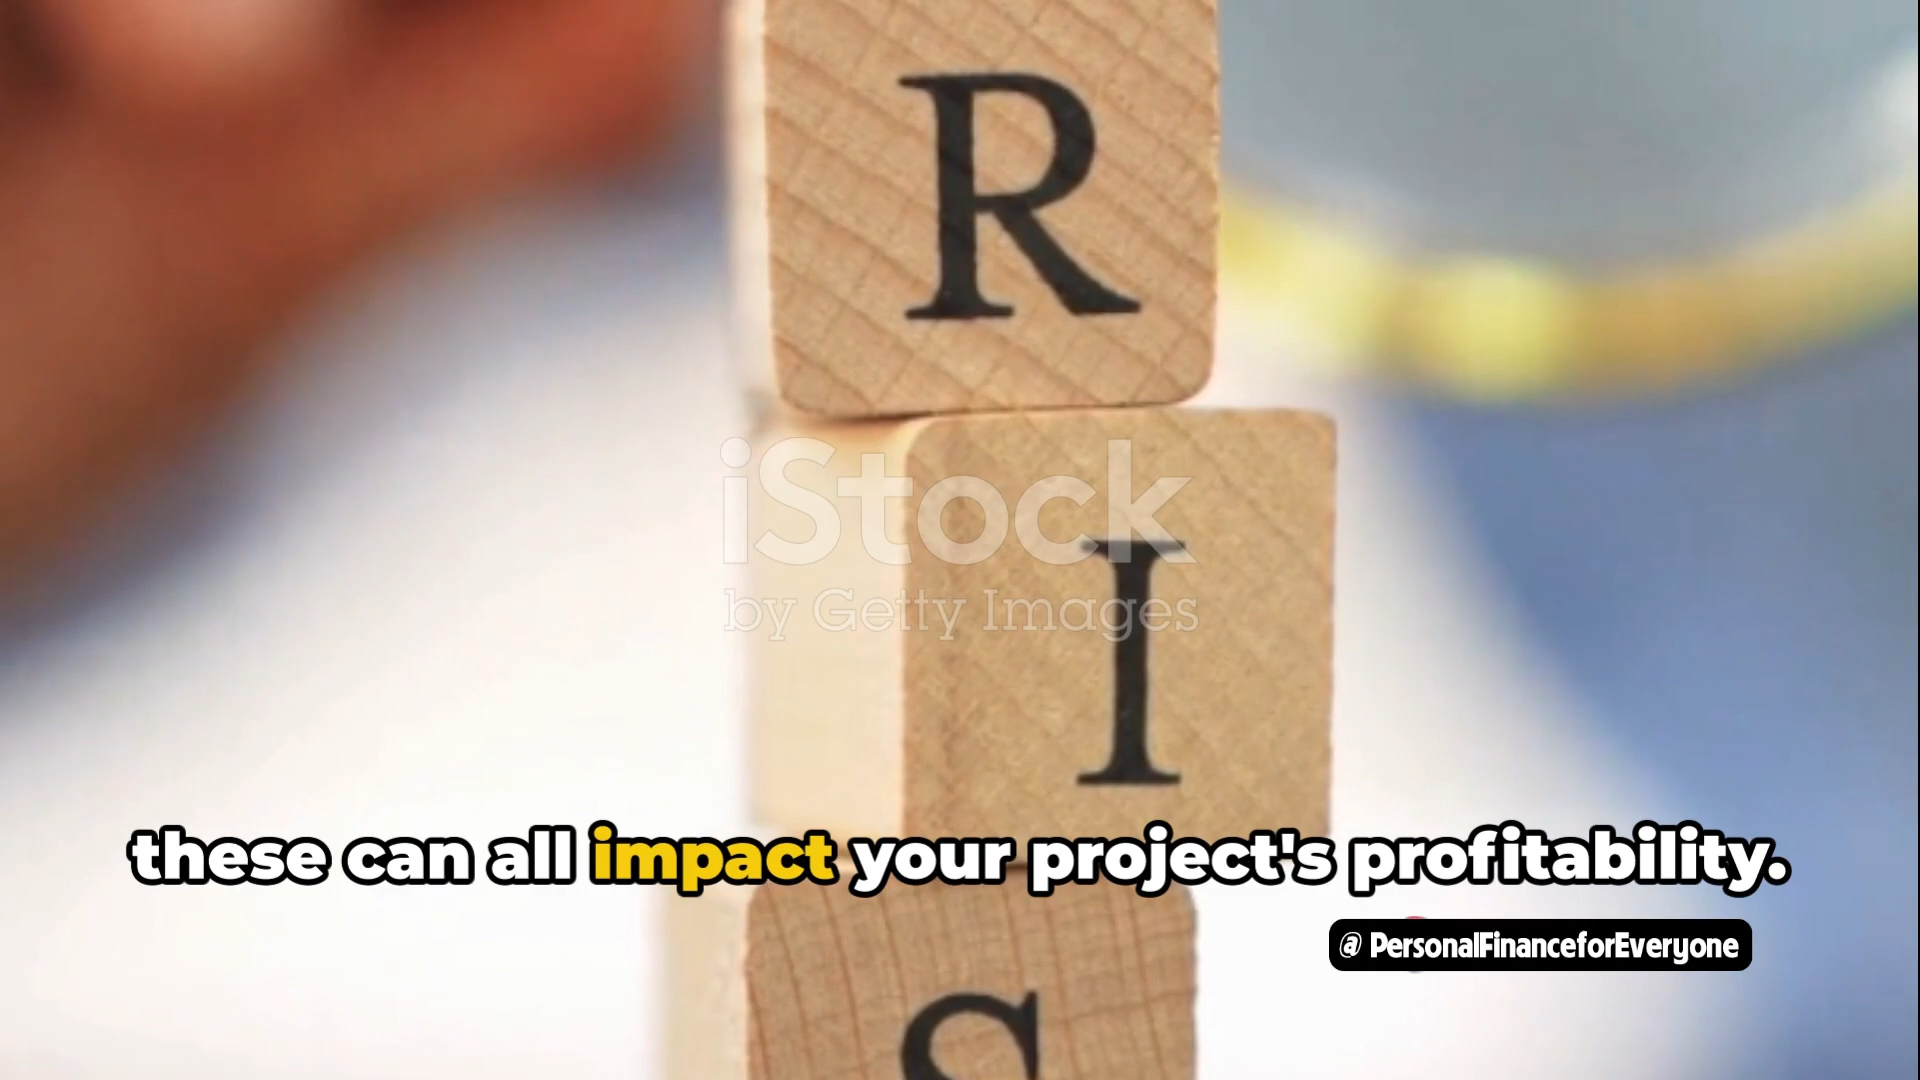 R
iStock
by Getty Images
I
these can all impact your project's profitability.
@ PersonalFinanceforEveryone
S